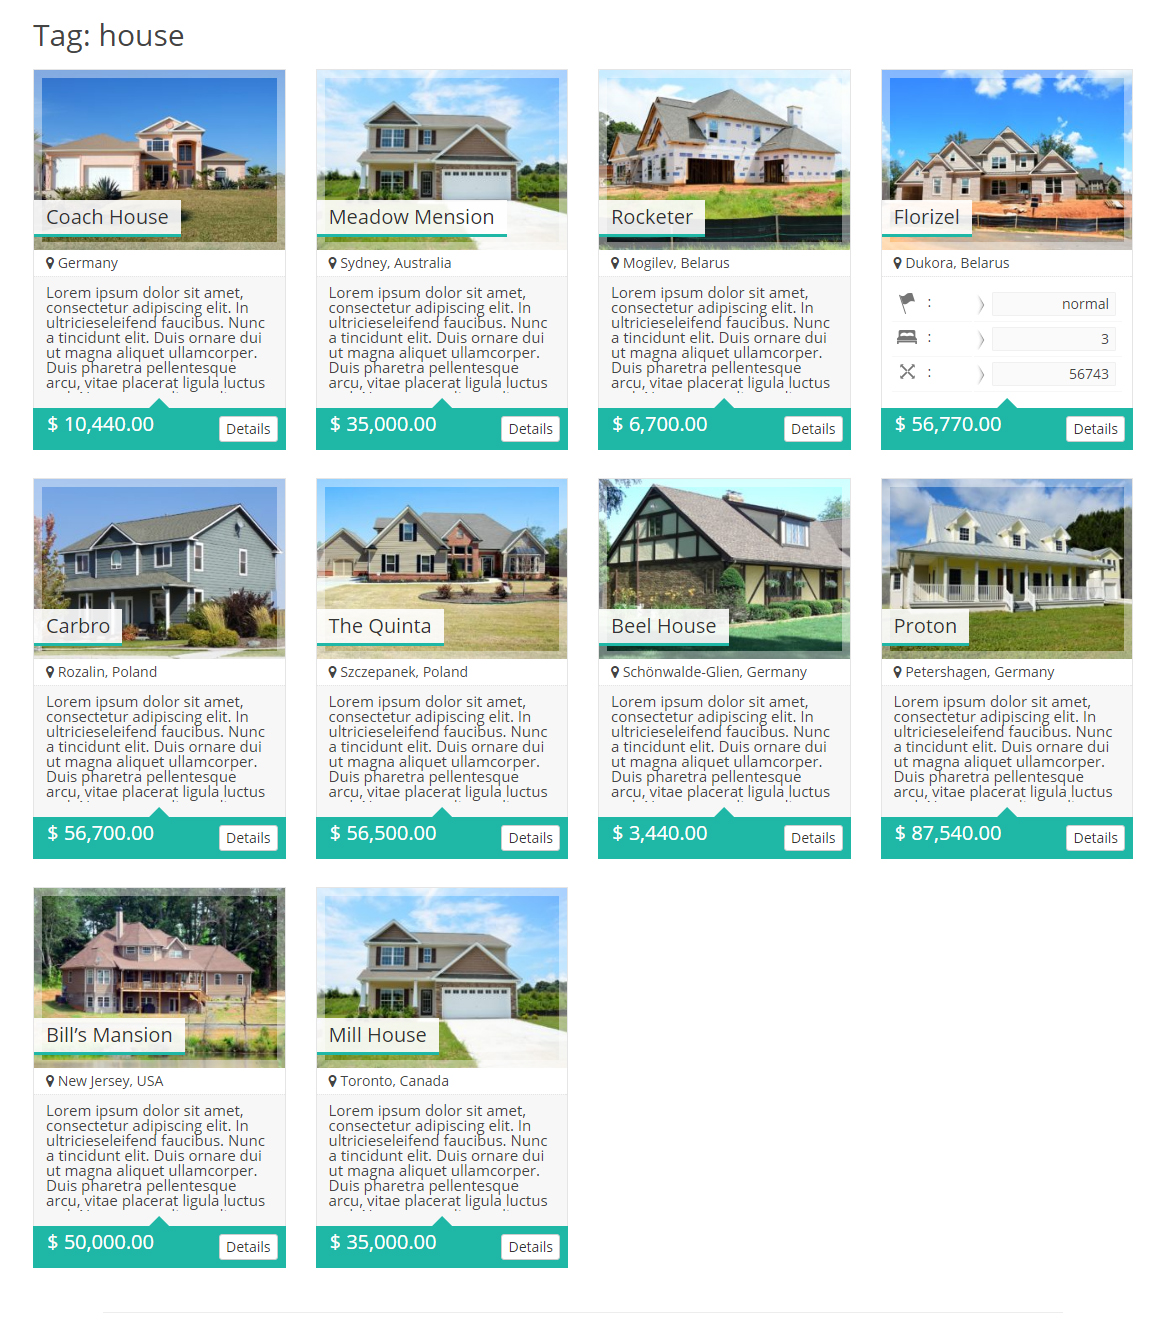 Tag: house
Coach House
Germany
Lorem ipsum dolor sit amet,
consectetur adipiscing elit. In
ultricieseleifend faucibus. Nunc
a tincidunt elit. Duis ornare dui
ut magna aliquet ullamcorper.
Duis pharetra pellentesque
arcu, vitae placerat ligula luctus
$ 10,440.00
Details
Meadow Mension
Sydney, Australia
Lorem ipsum dolor sit amet,
consectetur adipiscing elit. In
ultricieseleifend faucibus. Nunc
a tincidunt elit. Duis ornare dui
ut magna aliquet ullamcorper.
Duis pharetra pellentesque
arcu, vitae placerat ligula luctus
$ 35,000.00
Details
Rocketer
Mogilev, Belarus
Lorem ipsum dolor sit amet,
consectetur adipiscing elit. In
ultricieseleifend faucibus. Nunc
a tincidunt elit. Duis ornare dui
ut magna aliquet ullamcorper.
Duis pharetra pellentesque
arcu, vitae placerat ligula luctus
$ 6,700.00
Details
Florizel
Dukora, Belarus
: normal
: 3
: 56743
$ 56,770.00
Details
Carbro
Rozalin, Poland
Lorem ipsum dolor sit amet,
consectetur adipiscing elit. In
ultricieseleifend faucibus. Nunc
a tincidunt elit. Duis ornare dui
ut magna aliquet ullamcorper.
Duis pharetra pellentesque
arcu, vitae placerat ligula luctus
$ 56,700.00
Details
The Quinta
Szczepanek, Poland
Lorem ipsum dolor sit amet,
consectetur adipiscing elit. In
ultricieseleifend faucibus. Nunc
a tincidunt elit. Duis ornare dui
ut magna aliquet ullamcorper.
Duis pharetra pellentesque
arcu, vitae placerat ligula luctus
$ 56,500.00
Details
Beel House
Schönwalde-Glien, Germany
Lorem ipsum dolor sit amet,
consectetur adipiscing elit. In
ultricieseleifend faucibus. Nunc
a tincidunt elit. Duis ornare dui
ut magna aliquet ullamcorper.
Duis pharetra pellentesque
arcu, vitae placerat ligula luctus
$ 3,440.00
Details
Proton
Petershagen, Germany
Lorem ipsum dolor sit amet,
consectetur adipiscing elit. In
ultricieseleifend faucibus. Nunc
a tincidunt elit. Duis ornare dui
ut magna aliquet ullamcorper.
Duis pharetra pellentesque
arcu, vitae placerat ligula luctus
$ 87,540.00
Details
Bill’s Mansion
New Jersey, USA
Lorem ipsum dolor sit amet,
consectetur adipiscing elit. In
ultricieseleifend faucibus. Nunc
a tincidunt elit. Duis ornare dui
ut magna aliquet ullamcorper.
Duis pharetra pellentesque
arcu, vitae placerat ligula luctus
$ 50,000.00
Details
Mill House
Toronto, Canada
Lorem ipsum dolor sit amet,
consectetur adipiscing elit. In
ultricieseleifend faucibus. Nunc
a tincidunt elit. Duis ornare dui
ut magna aliquet ullamcorper.
Duis pharetra pellentesque
arcu, vitae placerat ligula luctus
$ 35,000.00
Details